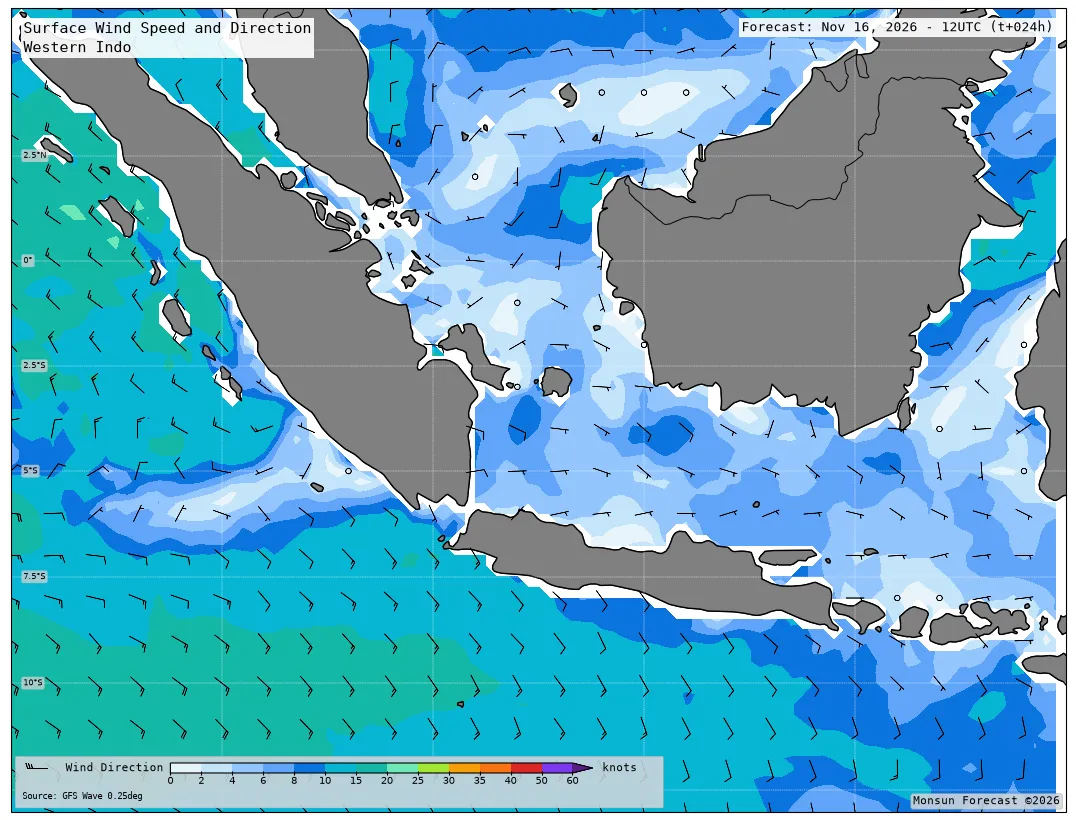 Surface Wind Speed and Direction
Western Indo
Forecast: Nov 16, 2026 - 12UTC (t+024h)
2.5°N
0°
2.5°S
5°S
7.5°S
10°S
Wind Direction
0 2 4 6 8 10 15 20 25 30 35 40 50 60
knots
Source: GFS Wave 0.25deg
Monsun Forecast ©2026